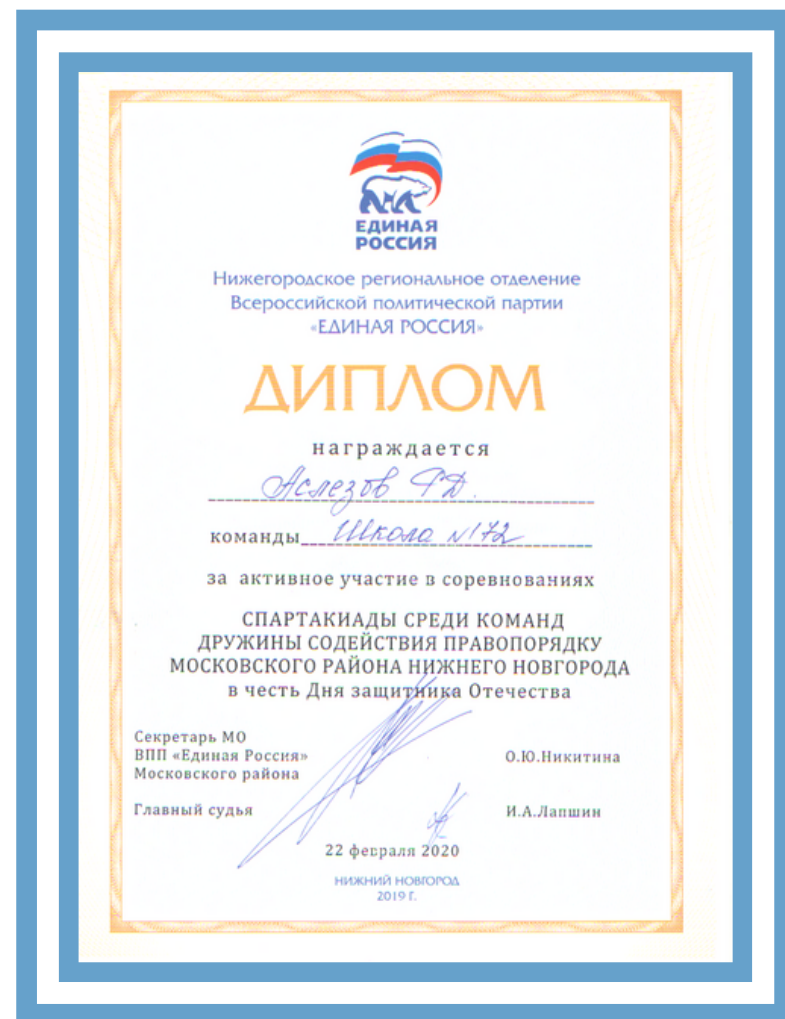 ЕДИНАЯ
РОССИЯ
Нижегородское региональное отделение
Всероссийской политической партии
«ЕДИНАЯ РОССИЯ»
ДИПЛОМ
награждается
Аслезов Р.Д.
команды Школа №172
за активное участие в соревнованиях
СПАРТАКИАДЫ СРЕДИ КОМАНД
ДРУЖИНЫ СОДЕЙСТВИЯ ПРАВОПОРЯДКУ
МОСКОВСКОГО РАЙОНА НИЖНЕГО НОВГОРОДА
в честь Дня защитника Отечества
Секретарь МО
ВПП «Единая Россия» О.Ю.Никитина
Московского района
Главный судья И.А.Лапшин
22 февраля 2020
НИЖНИЙ НОВГОРОД
2019 Г.